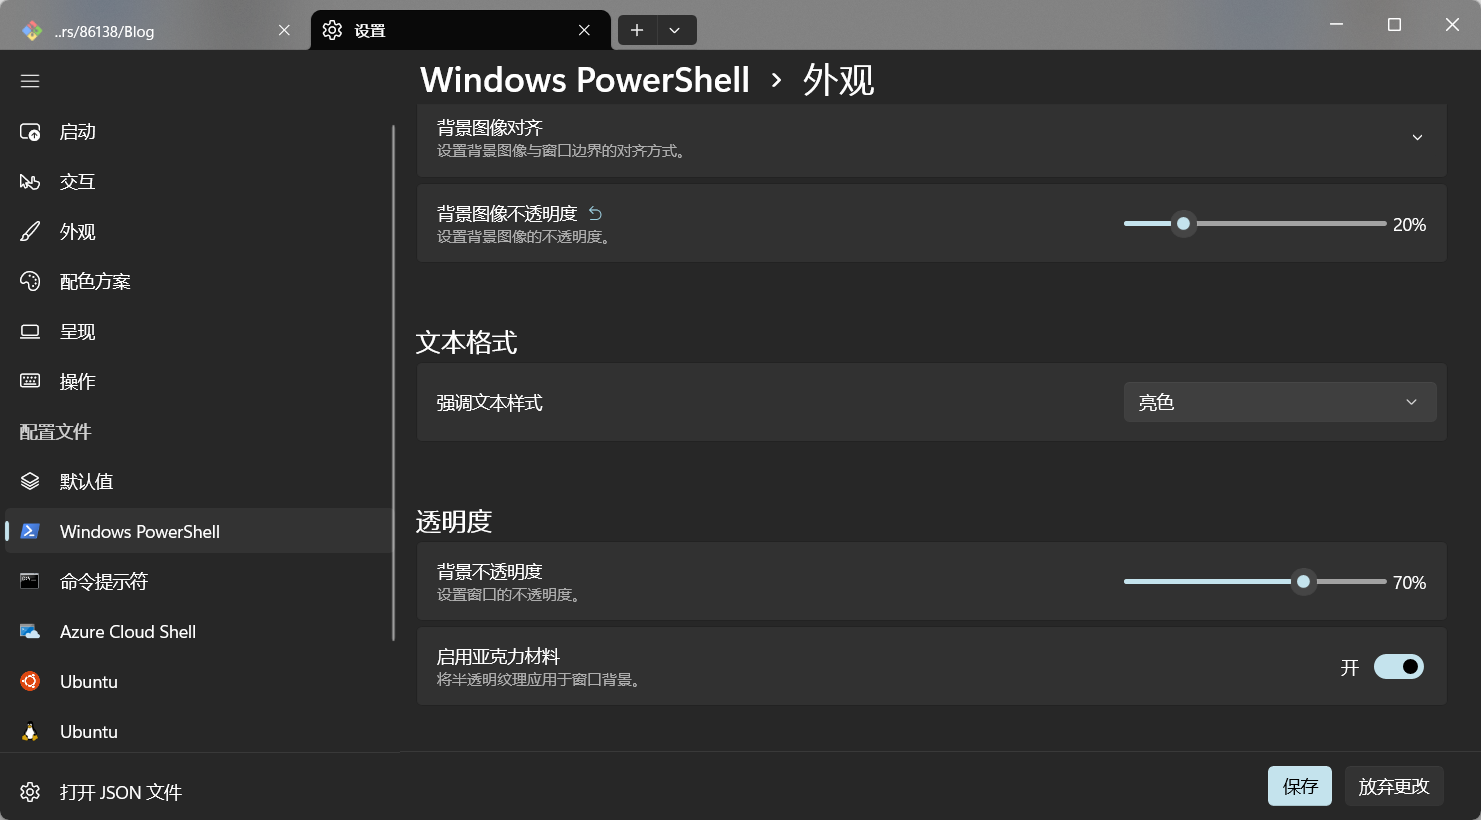 ..rs/86138/Blog
设置
Windows PowerShell › 外观
启动
交互
外观
配色方案
呈现
操作
配置文件
默认值
Windows PowerShell
命令提示符
Azure Cloud Shell
Ubuntu
Ubuntu
打开 JSON 文件
背景图像对齐
设置背景图像与窗口边界的对齐方式。
背景图像不透明度
设置背景图像的不透明度。
20%
文本格式
强调文本样式
亮色
透明度
背景不透明度
设置窗口的不透明度。
70%
启用亚克力材料
将半透明纹理应用于窗口背景。
开
保存
放弃更改